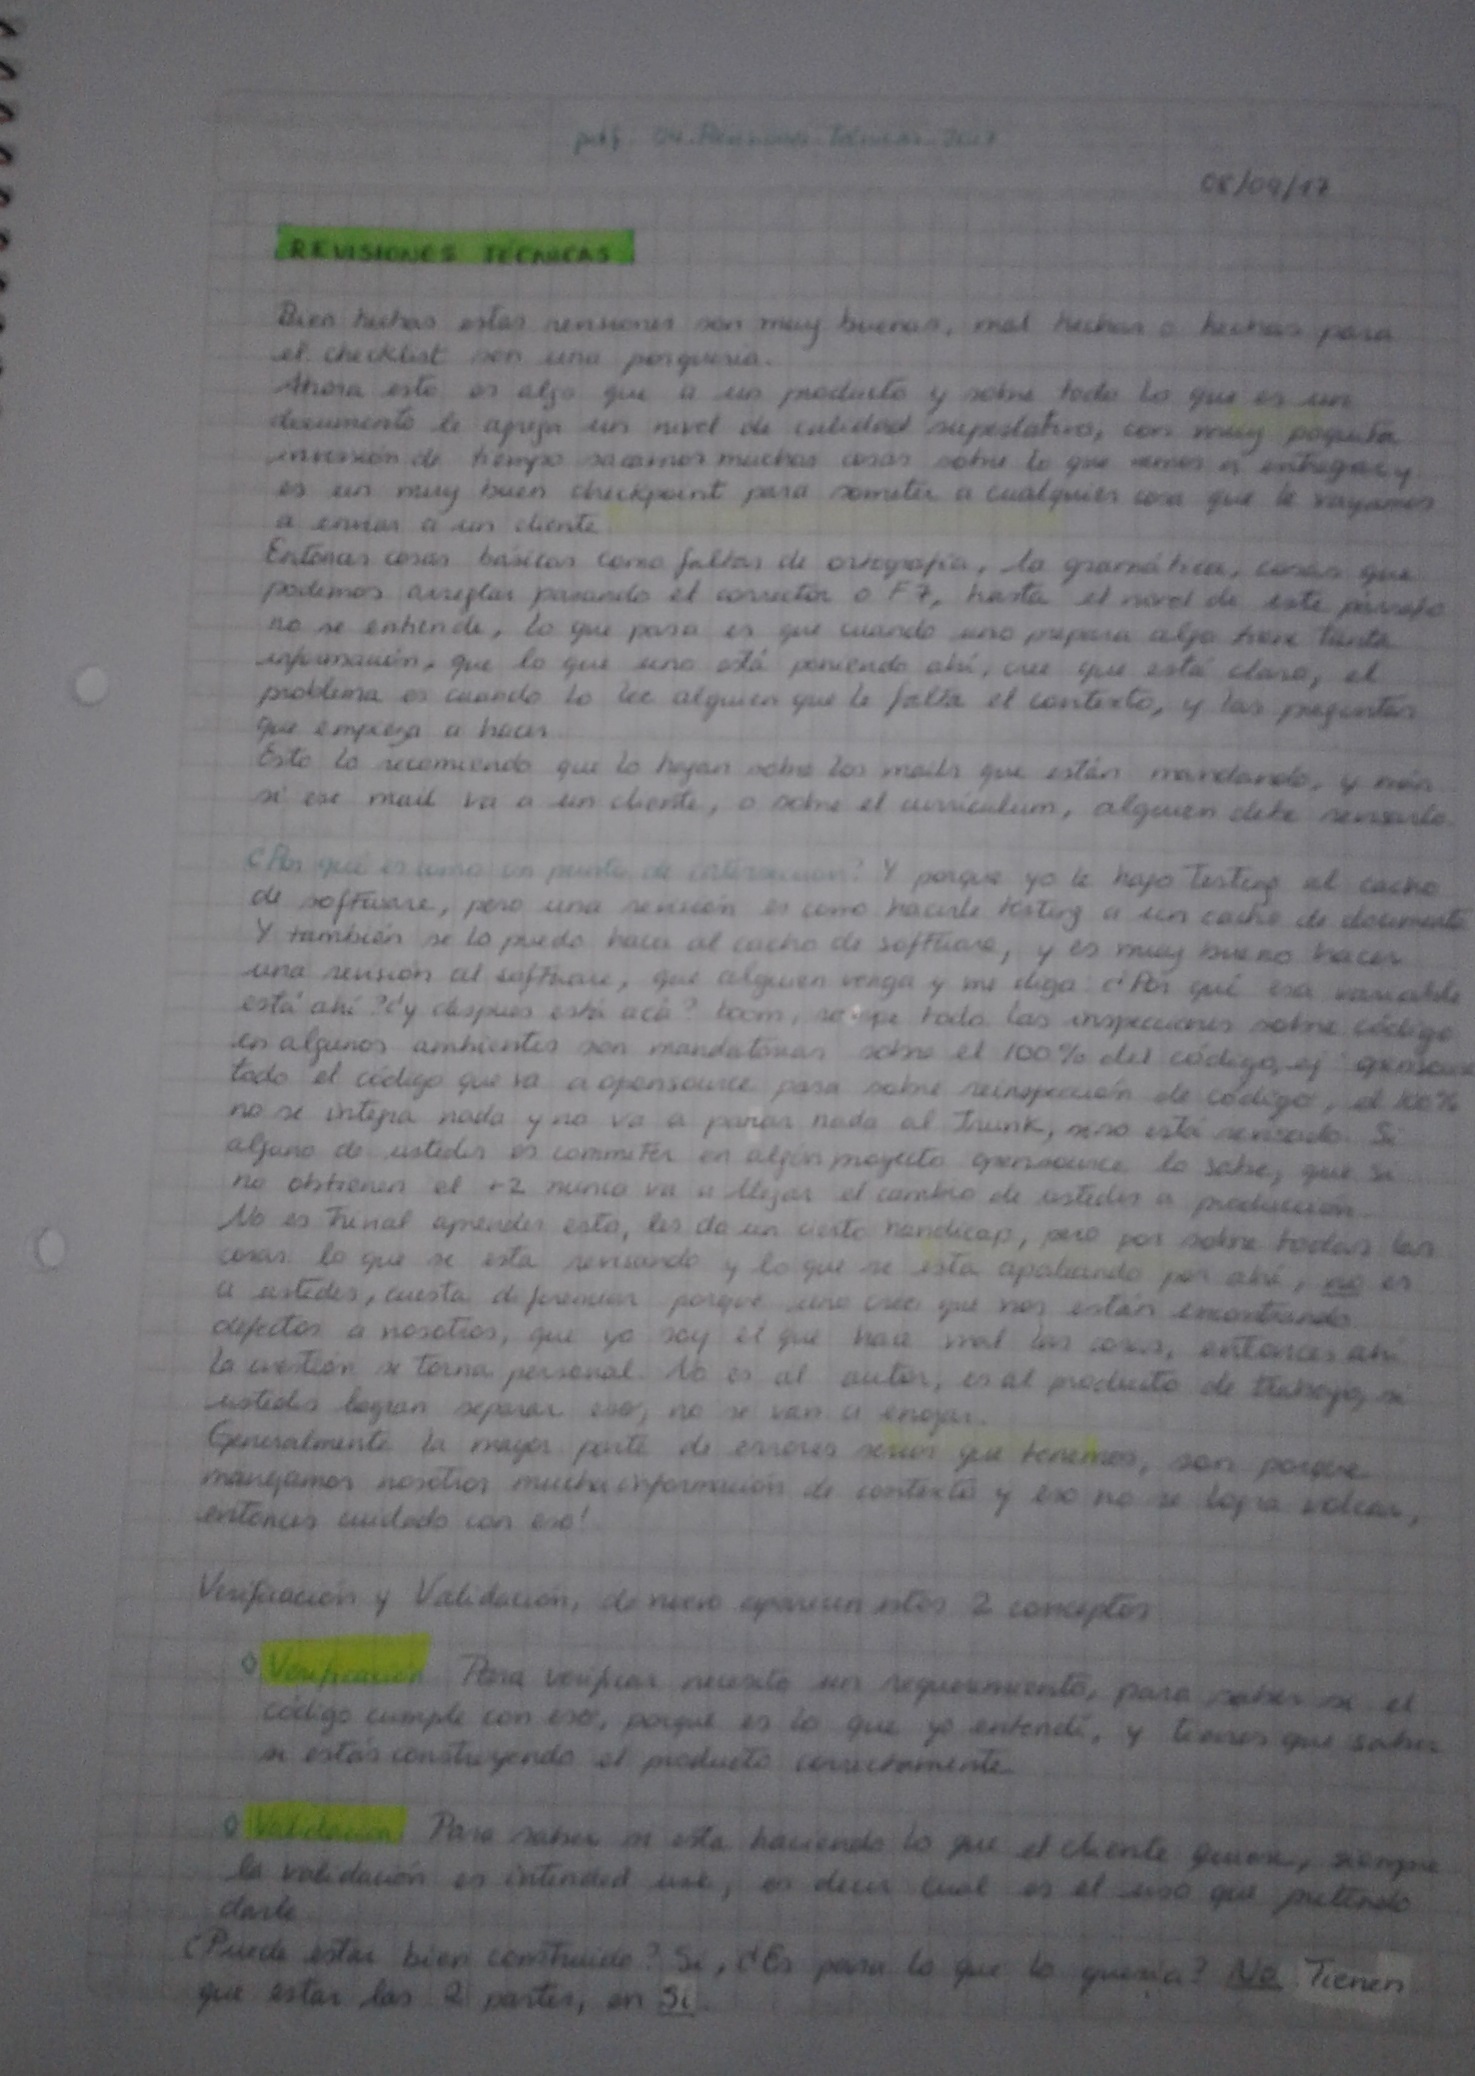 pdf: 04. Revisiones Técnicas 2017
08/09/17
REVISIONES TECNICAS
Bien hechas estas revisiones son muy buenas, mal hechas o hechas para
el checklist son una porquería.
Ahora esto es algo que a un producto y sobre todo lo que es un
documento le agrega un nivel de calidad superlativo, con muy poquita
inversión de tiempo sacamos muchas cosas sobre lo que vamos a entregar y
es un muy buen checkpoint para someter a cualquier cosa que le vayamos
a enviar a un cliente
Entonces cosas básicas como faltas de ortografía, la gramática, cosas que
podemos arreglar pasando el corrector o F7, hasta el nivel de este párrafo
no se entiende, lo que pasa es que cuando uno prepara algo tiene tanta
información, que lo que uno está poniendo ahí, cree que está claro, el
problema es cuando lo lee alguien que le falta el contexto, y las preguntas
que empieza a hacer
Esto lo recomiendo que lo hagan sobre los mails que están mandando, y más
si ese mail va a un cliente, o sobre el currículum, alguien debe revisarlo.
¿Por qué es como un punto de intersección? Y porque yo le hago Testing al cacho
de software, pero una revisión es como hacerle testing a un cacho de documento
Y también se lo puedo hacer al cacho de software, y es muy bueno hacer
una revisión al software, que alguien venga y me diga ¿Por qué esa variable
está ahí? ¿y después está acá? boom, rompe todo las inspecciones sobre código
en algunos ambientes son mandatorias sobre el 100% del código, ej: opensource
todo el código que va a opensource pasa sobre reinspección de código, el 100%
no se integra nada y no va a parar nada al Trunk, sino está revisado. Si
alguno de ustedes es commiter en algún proyecto opensource lo sabe, que si
no obtienen el +2 nunca va a llegar el cambio de ustedes a producción
No es Trivial aprender esto, les da un cierto handicap, pero por sobre todas las
cosas lo que se esta revisando y lo que se esta apaleando por ahí, no es
a ustedes, cuesta diferenciar porque uno cree que nos están encontrando
defectos a nosotros, que yo soy el que hace mal las cosas, entonces ahí
la cuestión se torna personal. No es al autor, es al producto de trabajo, si
ustedes logran separar eso, no se van a enojar.
Generalmente la mayor parte de errores serios que tenemos, son porque
manejamos nosotros mucha información de contexto y eso no se logra volcar,
entonces cuidado con eso!
Verificación y Validación, de nuevo aparecen estos 2 conceptos
Verificación Para verificar necesito un requerimiento, para saber si el
código cumple con eso, porque es lo que yo entendí, y tienes que saber
si estás construyendo el producto correctamente
Validación Para saber si esta haciendo lo que el cliente quiere, siempre
la validación es intended use, es decir cual es el uso que pretendo
darle
¿Puede estar bien construido? Si, ¿Es para lo que lo quería? No. Tienen
que estar las 2 partes, en Si.